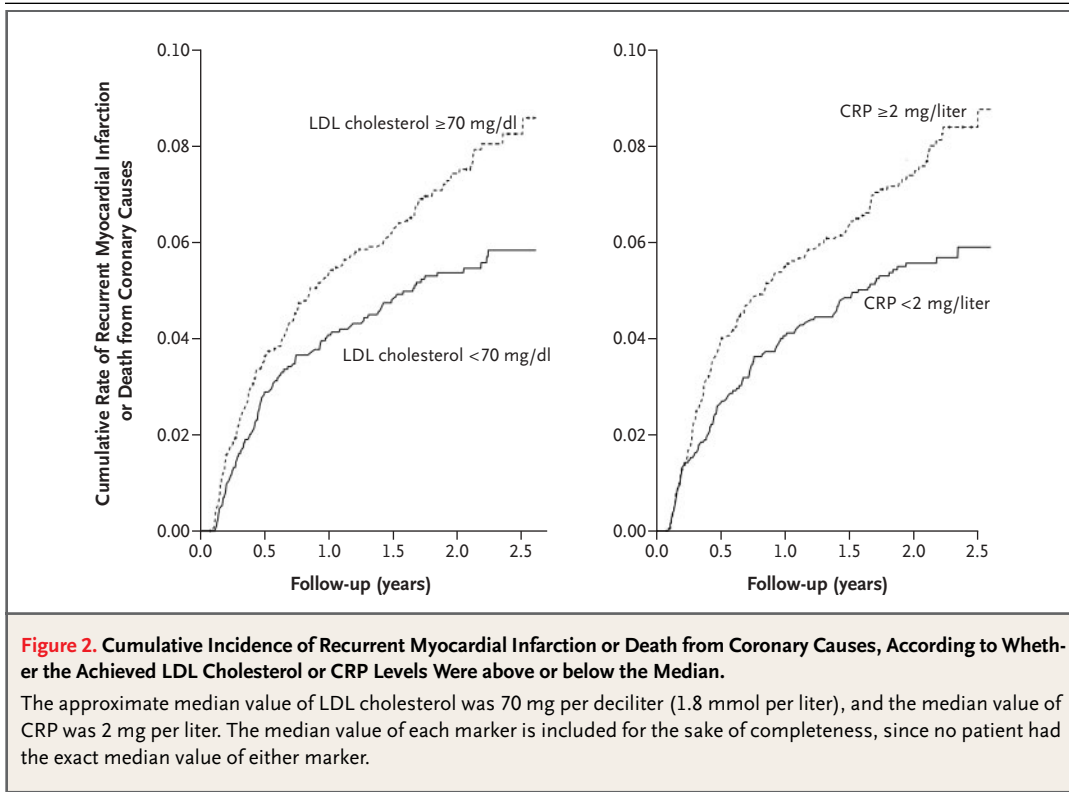 Cumulative Rate of Recurrent Myocardial Infarction
or Death from Coronary Causes
0.10
0.08
0.06
0.04
0.02
0.00
LDL cholesterol ≥70 mg/dl
LDL cholesterol <70 mg/dl
0.0 0.5 1.0 1.5 2.0 2.5
Follow-up (years)
0.10
0.08
0.06
0.04
0.02
0.00
CRP ≥2 mg/liter
CRP <2 mg/liter
0.0 0.5 1.0 1.5 2.0 2.5
Follow-up (years)
Figure 2. Cumulative Incidence of Recurrent Myocardial Infarction or Death from Coronary Causes, According to Wheth-
er the Achieved LDL Cholesterol or CRP Levels Were above or below the Median.
The approximate median value of LDL cholesterol was 70 mg per deciliter (1.8 mmol per liter), and the median value of
CRP was 2 mg per liter. The median value of each marker is included for the sake of completeness, since no patient had
the exact median value of either marker.